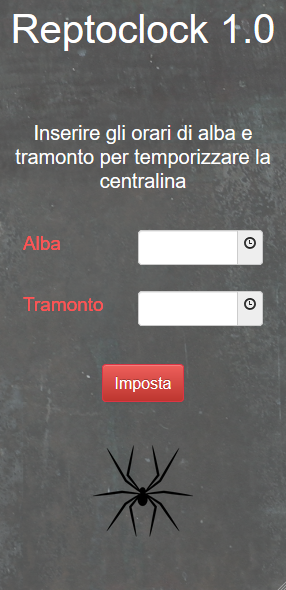 Reptoclock 1.0
Inserire gli orari di alba e
tramonto per temporizzare la
centralina
Alba
Tramonto
Imposta